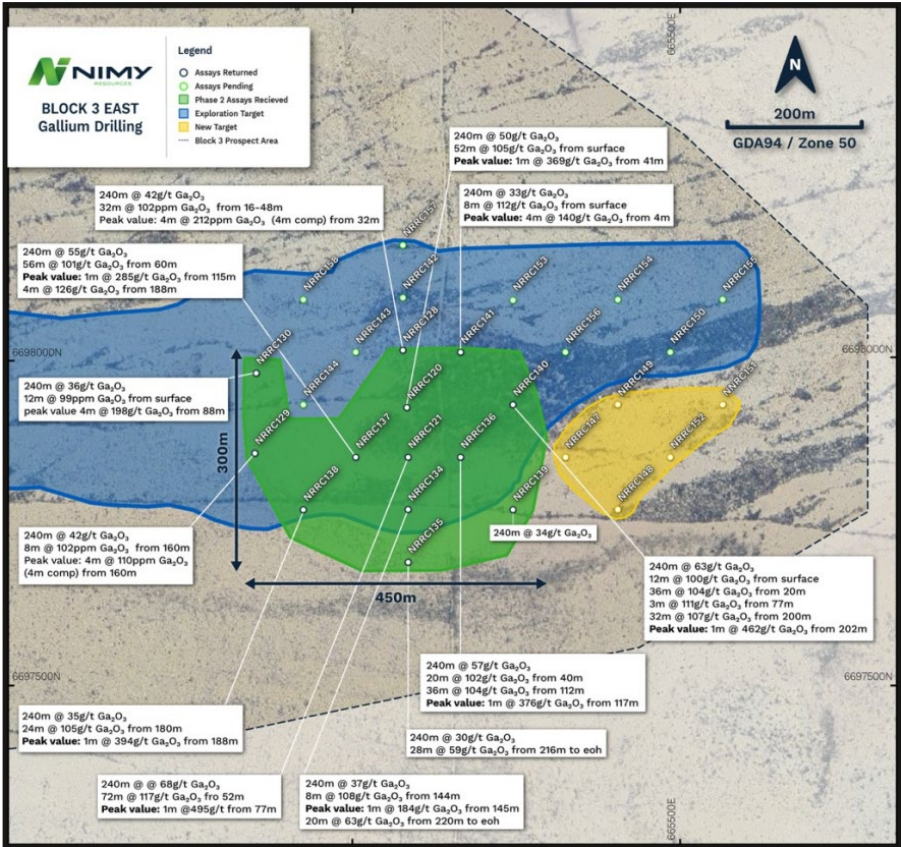 NIMY
RESOURCES
BLOCK 3 EAST
Gallium Drilling
Legend
Assays Returned
Assays Pending
Phase 2 Assays Recieved
Exploration Target
New Target
Block 3 Prospect Area
665500E
N
200m
GDA94 / Zone 50
240m @ 50g/t Ga₂O₃
52m @ 105g/t Ga₂O₃ from surface
Peak value: 1m @ 369g/t Ga₂O₃ from 41m
240m @ 42g/t Ga₂O₃
32m @ 102ppm Ga₂O₃ from 16-48m
Peak value: 4m @ 212ppm Ga₂O₃ (4m comp) from 32m
240m @ 33g/t Ga₂O₃
8m @ 112g/t Ga₂O₃ from surface
Peak value: 4m @ 140g/t Ga₂O₃ from 4m
240m @ 55g/t Ga₂O₃
56m @ 101g/t Ga₂O₃ from 60m
Peak value: 1m @ 285g/t Ga₂O₃ from 115m
4m @ 126g/t Ga₂O₃ from 188m
NRRC142
NRRC153
NRRC154
NRRC155
NRRC143
NRRC128
NRRC141
NRRC156
NRRC150
6698000N
6698000N
NRRC130
NRRC144
NRRC120
NRRC140
NRRC149
NRRC151
240m @ 36g/t Ga₂O₃
12m @ 99ppm Ga₂O₃ from surface
peak value 4m @ 198g/t Ga₂O₃ from 88m
NRRC129
NRRC137
NRRC121
NRRC136
NRRC147
NRRC152
300m
NRRC138
NRRC134
NRRC139
NRRC148
NRRC135
240m @ 34g/t Ga₂O₃
240m @ 42g/t Ga₂O₃
8m @ 102ppm Ga₂O₃ from 160m
Peak value: 4m @ 110ppm Ga₂O₃
(4m comp) from 160m
450m
240m @ 63g/t Ga₂O₃
12m @ 100g/t Ga₂O₃ from surface
36m @ 104g/t Ga₂O₃ from 20m
3m @ 111g/t Ga₂O₃ from 77m
32m @ 107g/t Ga₂O₃ from 200m
Peak value: 1m @ 462g/t Ga₂O₃ from 202m
240m @ 57g/t Ga₂O₃
20m @ 102g/t Ga₂O₃ from 40m
36m @ 104g/t Ga₂O₃ from 112m
Peak value: 1m @ 376g/t Ga₂O₃ from 117m
6697500N
6697500N
240m @ 35g/t Ga₂O₃
24m @ 105g/t Ga₂O₃ from 180m
Peak value: 1m @ 394g/t Ga₂O₃ from 188m
240m @ 30g/t Ga₂O₃
28m @ 59g/t Ga₂O₃ from 216m to eoh
240m @ @ 68g/t Ga₂O₃
72m @ 117g/t Ga₂O₃ fro 52m
Peak value: 1m @495g/t from 77m
240m @ 37g/t Ga₂O₃
8m @ 108g/t Ga₂O₃ from 144m
Peak value: 1m @ 184g/t Ga₂O₃ from 145m
20m @ 63g/t Ga₂O₃ from 220m to eoh
665500E